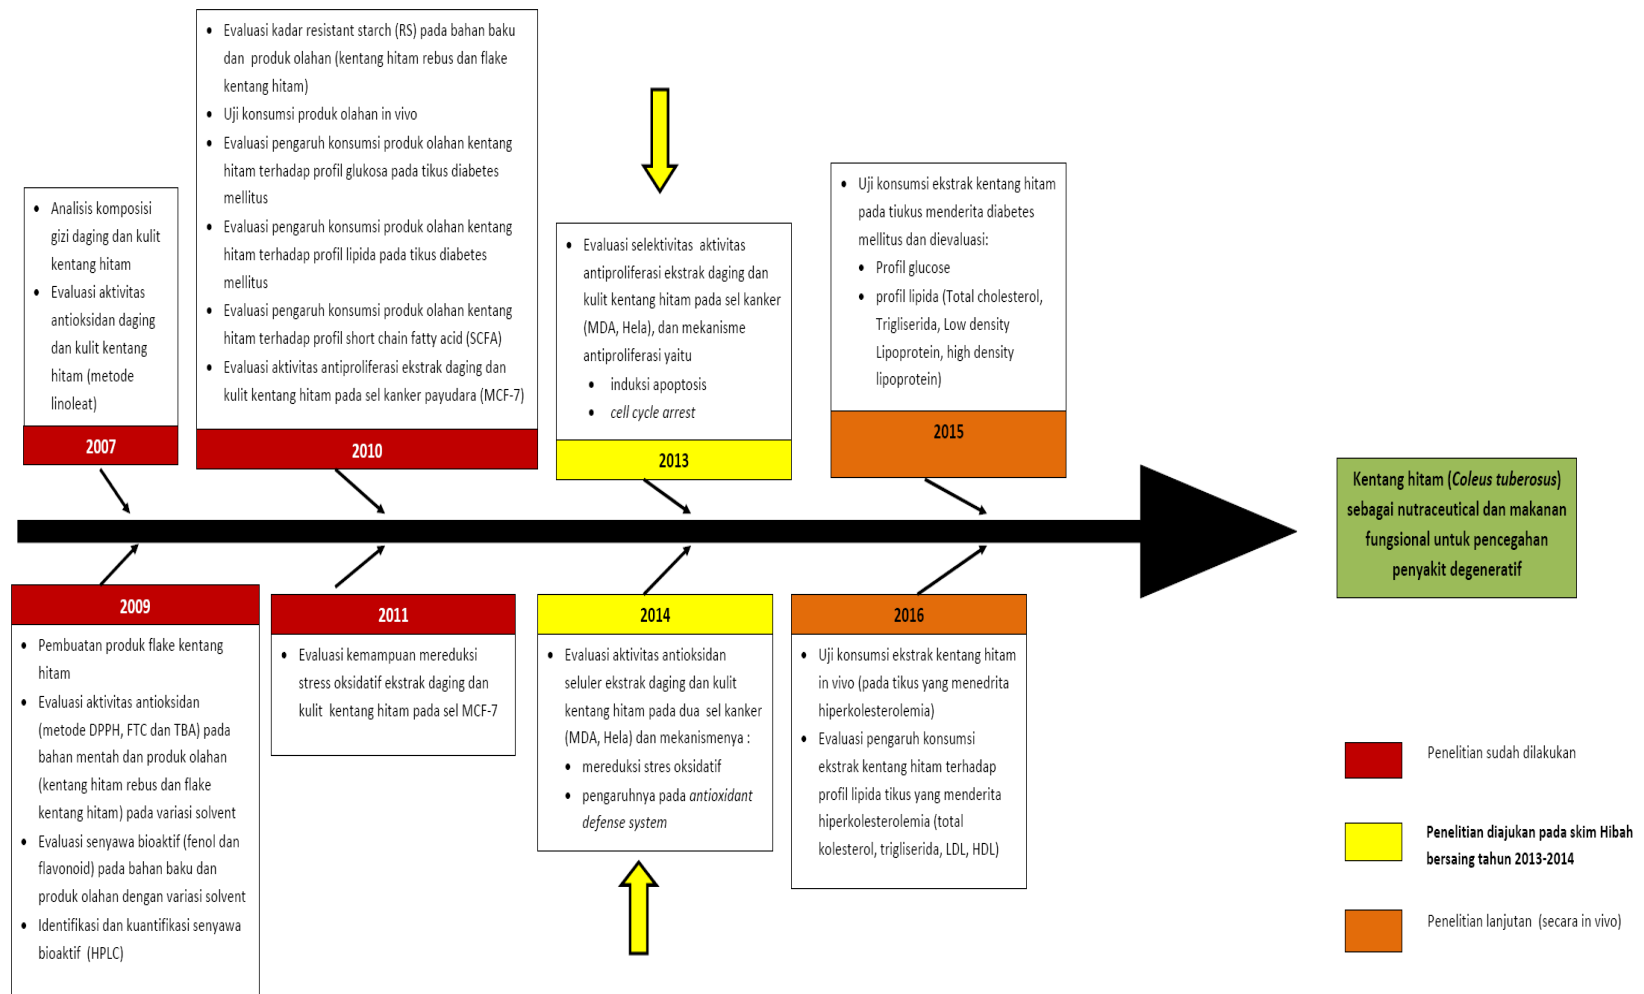 • Analisis komposisi
gizi daging dan kulit
kentang hitam
• Evaluasi aktivitas
antioksidan daging
dan kulit kentang
hitam (metode
linoleat)
2007
• Evaluasi kadar resistant starch (RS) pada bahan baku
dan produk olahan (kentang hitam rebus dan flake
kentang hitam)
• Uji konsumsi produk olahan in vivo
• Evaluasi pengaruh konsumsi produk olahan kentang
hitam terhadap profil glukosa pada tikus diabetes
mellitus
• Evaluasi pengaruh konsumsi produk olahan kentang
hitam terhadap profil lipida pada tikus diabetes
mellitus
• Evaluasi pengaruh konsumsi produk olahan kentang
hitam terhadap profil short chain fatty acid (SCFA)
• Evaluasi aktivitas antiproliferasi ekstrak daging dan
kulit kentang hitam pada sel kanker payudara (MCF-7)
2010
• Evaluasi selektivitas aktivitas
antiproliferasi ekstrak daging dan
kulit kentang hitam pada sel kanker
(MDA, Hela), dan mekanisme
antiproliferasi yaitu
• induksi apoptosis
• cell cycle arrest
2013
• Uji konsumsi ekstrak kentang hitam
pada tiukus menderita diabetes
mellitus dan dievaluasi:
• Profil glucose
• profil lipida (Total cholesterol,
Trigliserida, Low density
Lipoprotein, high density
lipoprotein)
2015
Kentang hitam (Coleus tuberosus)
sebagai nutraceutical dan makanan
fungsional untuk pencegahan
penyakit degeneratif
2009
• Pembuatan produk flake kentang
hitam
• Evaluasi aktivitas antioksidan
(metode DPPH, FTC dan TBA) pada
bahan mentah dan produk olahan
(kentang hitam rebus dan flake
kentang hitam) pada variasi solvent
• Evaluasi senyawa bioaktif (fenol dan
flavonoid) pada bahan baku dan
produk olahan dengan variasi solvent
• Identifikasi dan kuantifikasi senyawa
bioaktif (HPLC)
2011
• Evaluasi kemampuan mereduksi
stress oksidatif ekstrak daging dan
kulit kentang hitam pada sel MCF-7
2014
• Evaluasi aktivitas antioksidan
seluler ekstrak daging dan kulit
kentang hitam pada dua sel kanker
(MDA, Hela) dan mekanismenya :
• mereduksi stres oksidatif
• pengaruhnya pada antioxidant
defense system
2016
• Uji konsumsi ekstrak kentang hitam
in vivo (pada tikus yang menedrita
hiperkolesterolemia)
• Evaluasi pengaruh konsumsi
ekstrak kentang hitam terhadap
profil lipida tikus yang menderita
hiperkolesterolemia (total
kolesterol, trigliserida, LDL, HDL)
Penelitian sudah dilakukan
Penelitian diajukan pada skim Hibah
bersaing tahun 2013-2014
Penelitian lanjutan (secara in vivo)